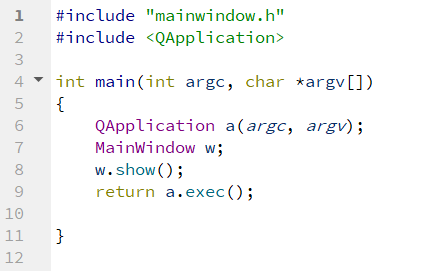 1 #include "mainwindow.h"
2 #include <QApplication>
3
4 int main(int argc, char *argv[])
5 {
6     QApplication a(argc, argv);
7     MainWindow w;
8     w.show();
9     return a.exec();
10
11 }
12